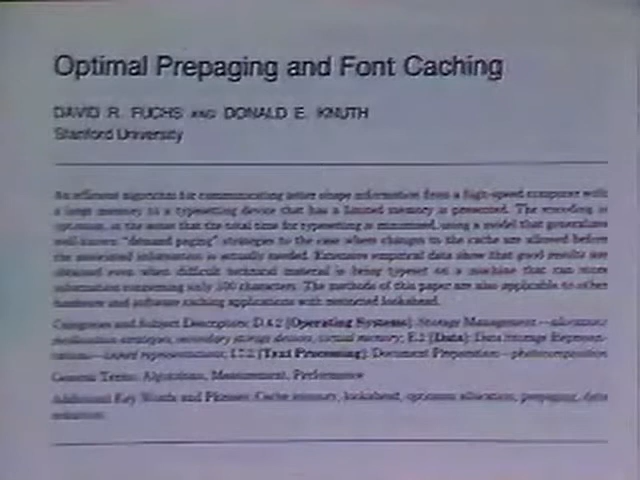 Optimal Prepaging and Font Caching
DAVID R. FUCHS AND DONALD E. KNUTH
Stanford University
An efficient algorithm for communicating letter shape information from a high-speed computer with
a large memory to a typesetting device that has a limited memory is presented. The encoding is
optimum, in the sense that the total time for typesetting is minimized, using a model that generalizes
well-known "demand paging" strategies to the case where changes to the cache are allowed before
the associated information is actually needed. Extensive empirical data show that good results are
obtained even when difficult technical material is being typeset on a machine that can store
information concerning only 100 characters. The methods of this paper are also applicable to other
hardware and software caching applications with restricted lookahead.
Categories and Subject Descriptors: D.4.2 [Operating Systems]: Storage Management—allocation/
deallocation strategies, secondary storage devices, virtual memory; E.2 [Data]: Data Storage Represen-
tations—linked representations; I.7.2 [Text Processing]: Document Preparation—photocomposition
General Terms: Algorithms, Measurement, Performance
Additional Key Words and Phrases: Cache memory, lookahead, optimum allocation, prepaging, data